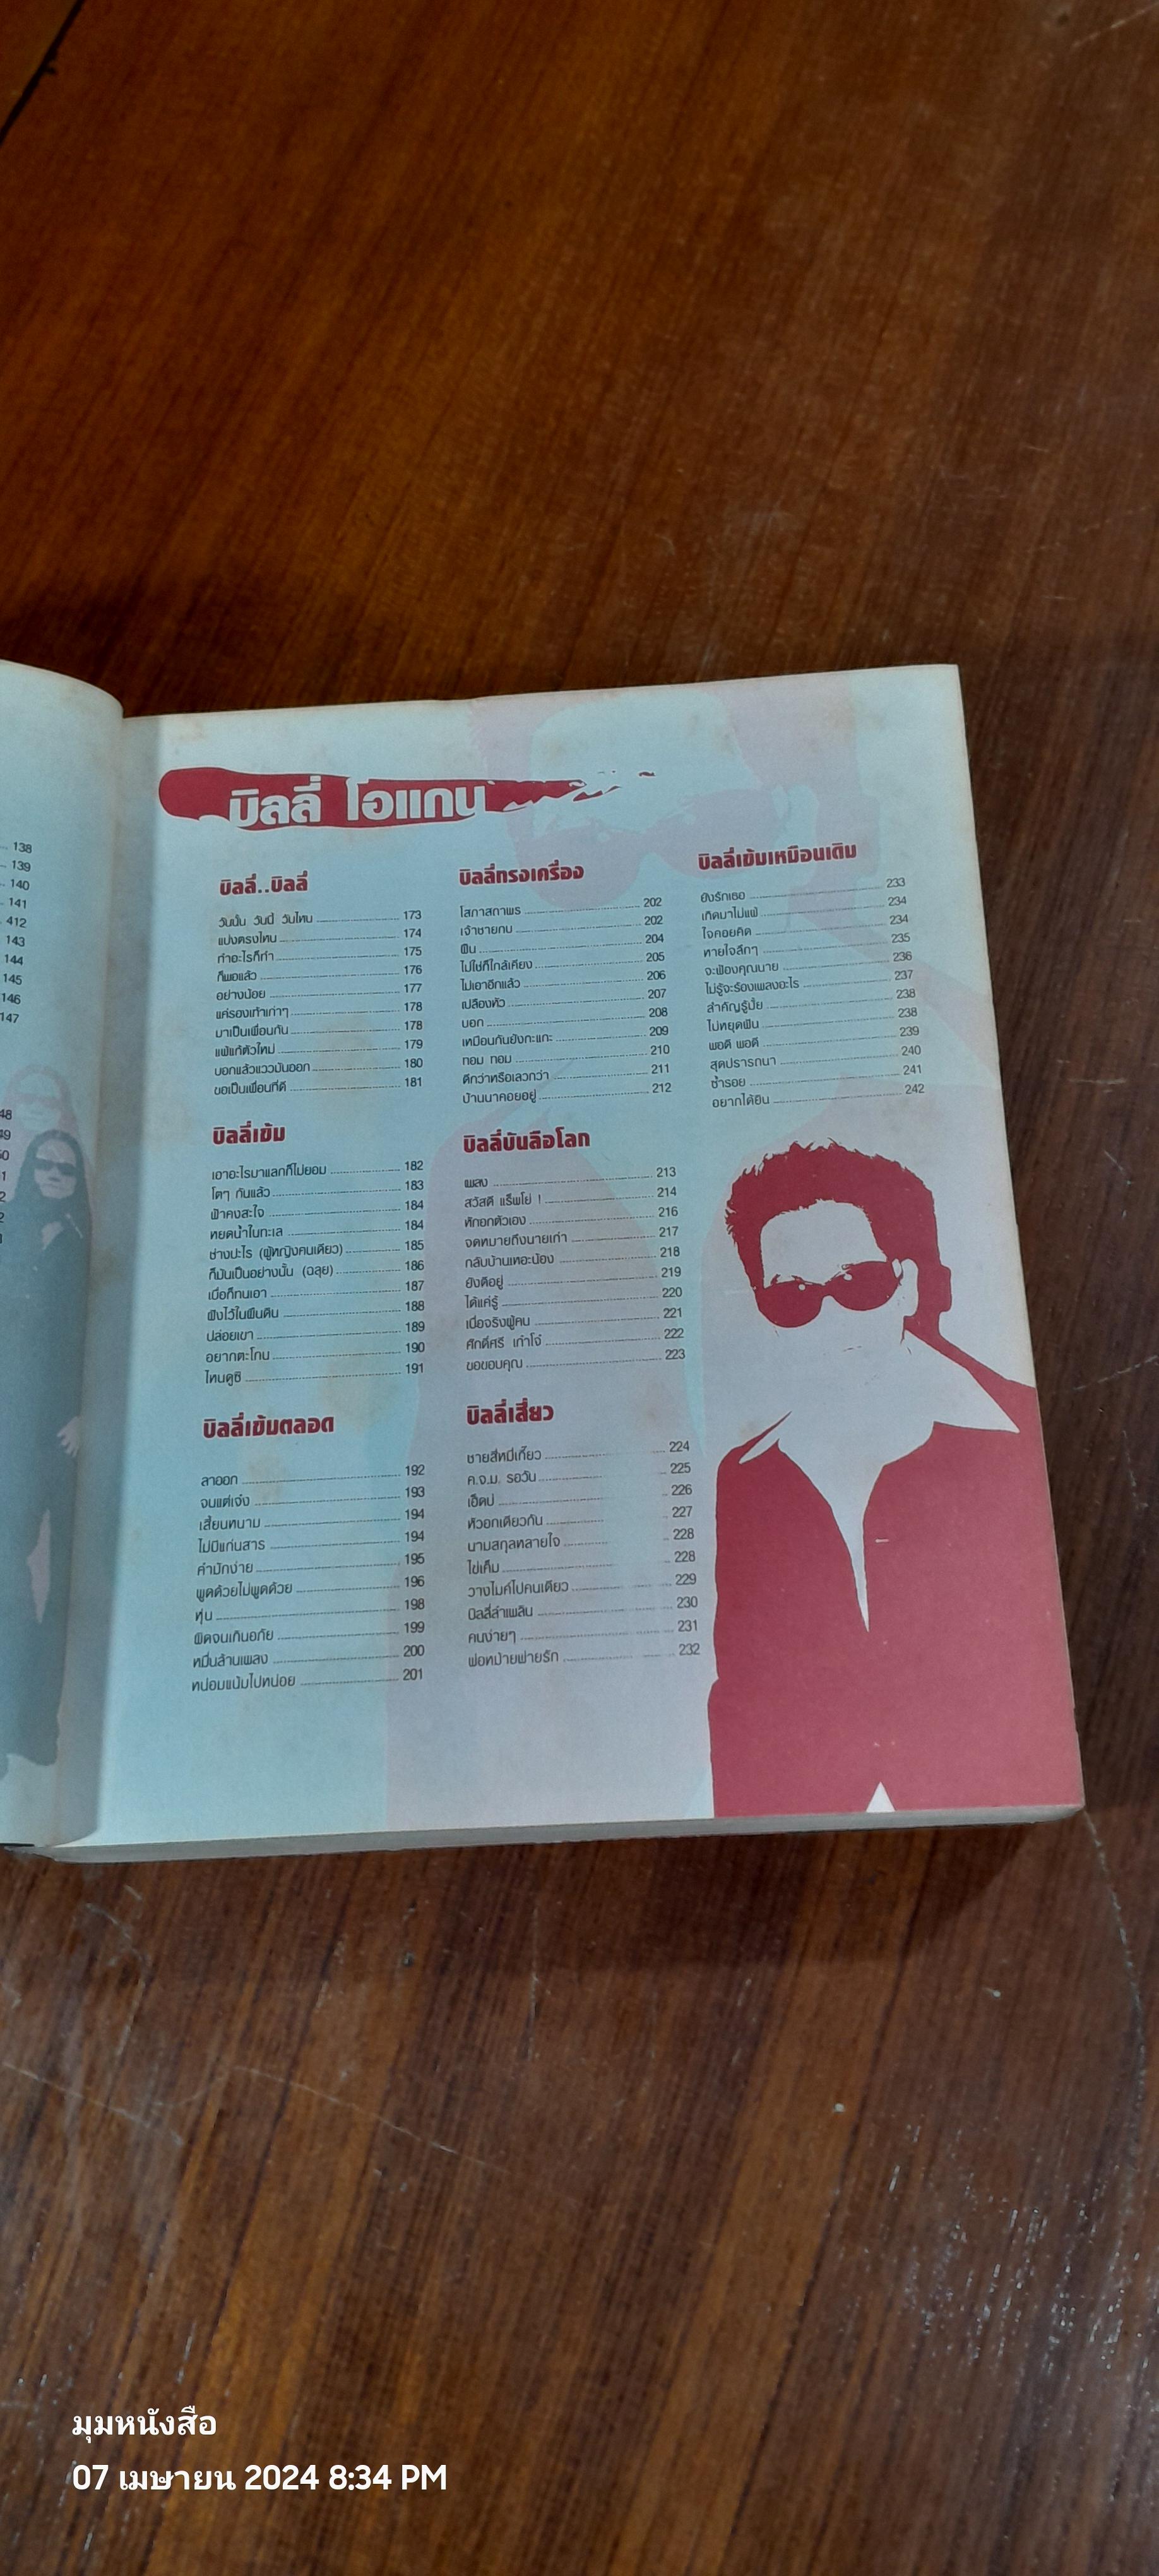 138
139
140
141
412
143
144
145
146
147
บิลลี่ โอแกน
บิลลี่..บิลลี่
วันนั้น วันนี้ วันไหน 173
แบ่งตรงไหน 174
ทำอะไรก็ทำ 175
ก็พอแล้ว 176
อย่างน้อย 177
แค่รองเท้าเก่าๆ 178
มาเป็นเพื่อนกัน 178
แพ้แก้ตัวใหม่ 179
บอกแล้วแววมันออก 180
ขอเป็นเพื่อนที่ดี 181
บิลลี่เข้ม
เอาอะไรมาแลกก็ไม่ยอม 182
โตๆ กันแล้ว 183
ฟ้าคงสะใจ 184
หยดน้ำในทะเล 184
ช่างปะไร (ผู้หญิงคนเดียว) 185
ก็มันเป็นอย่างนั้น (ฉลุย) 186
เบื่อก็ทนเอา 187
ฝังไว้ในผืนดิน 188
ปล่อยเขา 189
อยากตะโกน 190
ไหนดูซิ 191
บิลลี่เข้มตลอด
ลาออก 192
จนแต่เจ๋ง 193
เสี้ยนหนาม 194
ไม่มีแก่นสาร 194
คำมักง่าย 195
พูดด้วยไม่พูดด้วย 196
หุ่น 198
ผิดจนเกินอภัย 199
หมื่นล้านเพลง 200
หน่อมแน้มไปหน่อย 201
บิลลี่ทรงเครื่อง
โสภาสถาพร 202
เจ้าชายกบ 202
ฝืน 204
ไม่ใช่ก็ใกล้เคียง 205
ไม่เอาอีกแล้ว 206
เปลืองหัว 207
บอก 208
เหมือนกันยังกะแกะ 209
ทอม ทอม 210
ดีกว่าหรือเลวกว่า 211
บ้านนาคอยอยู่ 212
บิลลี่บันลือโลก
เพลง 213
สวัสดี แร็พโย่ ! 214
หักอกตัวเอง 216
จดหมายถึงนายเก่า 217
กลับบ้านเหอะน้อง 218
ยังดีอยู่ 219
ได้แค่รู้ 220
เบื่อจริงผู้คน 221
ศักดิ์ศรี เก๋าโจ๋ 222
ขอขอบคุณ 223
บิลลี่เสี่ยว
ชายสี่หมี่เกี๊ยว 224
ค.จ.ม. รอวัน 225
เอ็ดบ่ 226
หัวอกเดียวกัน 227
นามสกุลหลายใจ 228
ไข่เค็ม 228
วางไมค์ไปคนเดียว 229
บิลลี่ลำเพลิน 230
คนง่ายๆ 231
พ่อหม้ายพ่ายรัก 232
บิลลี่เข้มเหมือนเดิม
ยังรักเธอ 233
เกิดมาไม่แพ้ 234
ใจคอยคิด 234
หายใจลึกๆ 235
จะฟ้องคุณนาย 236
ไม่รู้จะร้องเพลงอะไร 237
สำคัญรู้มั้ย 238
ไม่หยุดฝัน 238
พอดี พอดี 239
สุดปรารถนา 240
ซ้ำรอย 241
อยากได้ยิน 242
มุมหนังสือ
07 เมษายน 2024 8:34 PM